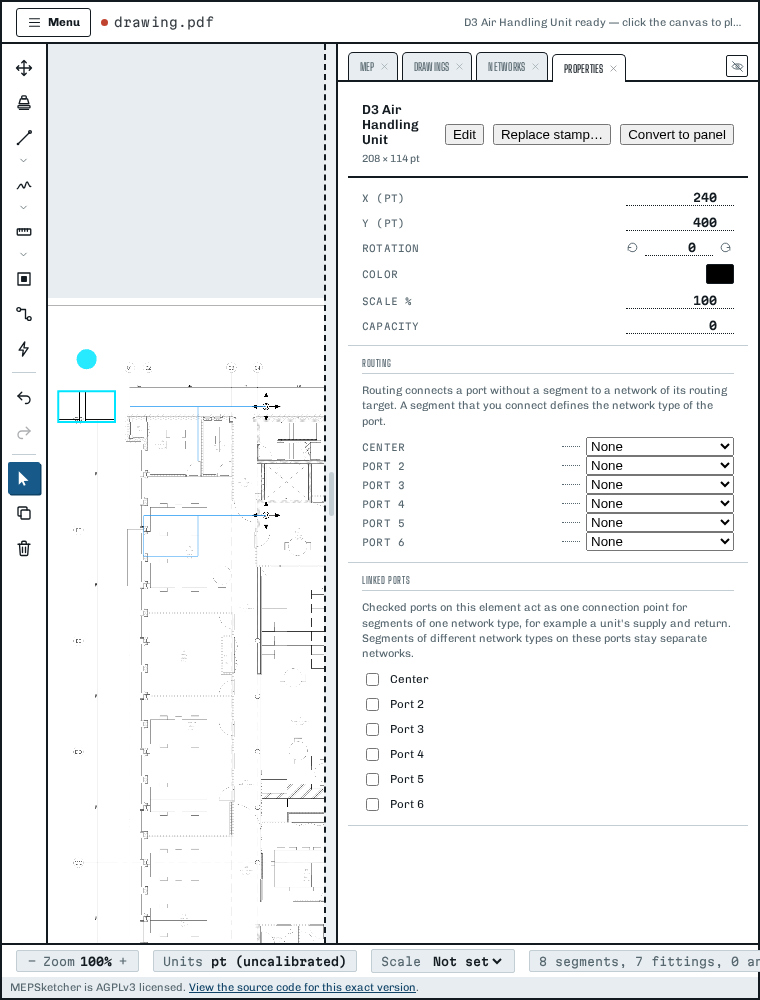 Menu
drawing.pdf
D3 Air Handling Unit ready — click the canvas to pl...
MEP
DRAWINGS
NETWORKS
PROPERTIES
D3 Air
Handling
Unit
208 × 114 pt
Edit
Replace stamp…
Convert to panel
X (PT) 240
Y (PT) 400
ROTATION 0
COLOR
SCALE % 100
CAPACITY 0
ROUTING
Routing connects a port without a segment to a network of its routing
target. A segment that you connect defines the network type of the
port.
CENTER None
PORT 2 None
PORT 3 None
PORT 4 None
PORT 5 None
PORT 6 None
LINKED PORTS
Checked ports on this element act as one connection point for
segments of one network type, for example a unit's supply and return.
Segments of different network types on these ports stay separate
networks.
Center
Port 2
Port 3
Port 4
Port 5
Port 6
− Zoom 100% +
Units pt (uncalibrated)
Scale Not set
8 segments, 7 fittings, 0 ar
MEPSketcher is AGPLv3 licensed. View the source code for this exact version.